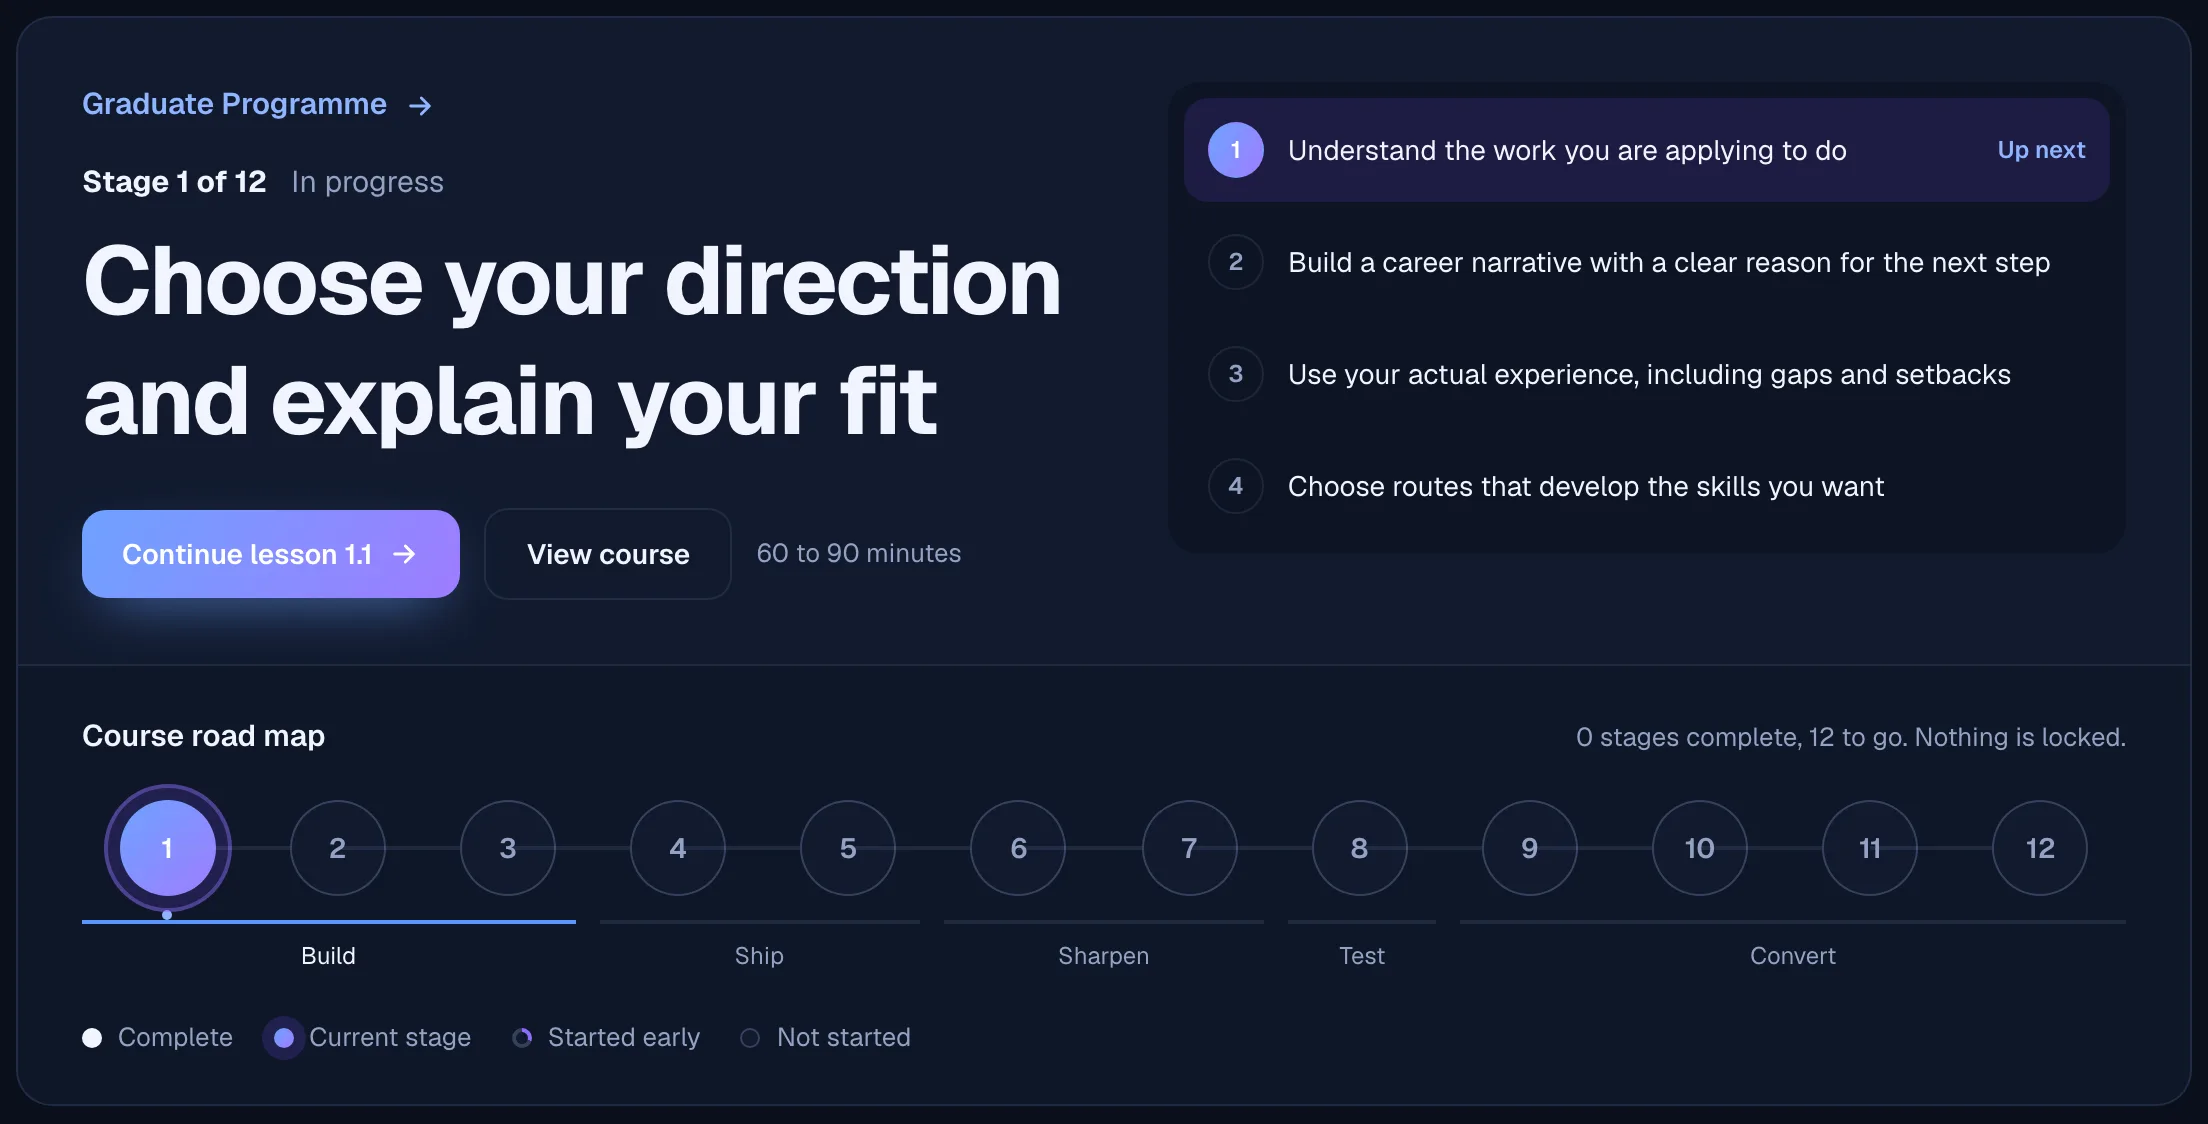 Graduate Programme →
Stage 1 of 12 In progress
Choose your direction
and explain your fit
Continue lesson 1.1 →
View course
60 to 90 minutes
1 Understand the work you are applying to do Up next
2 Build a career narrative with a clear reason for the next step
3 Use your actual experience, including gaps and setbacks
4 Choose routes that develop the skills you want
Course road map
0 stages complete, 12 to go. Nothing is locked.
1 2 3 4 5 6 7 8 9 10 11 12
Build Ship Sharpen Test Convert
Complete Current stage Started early Not started